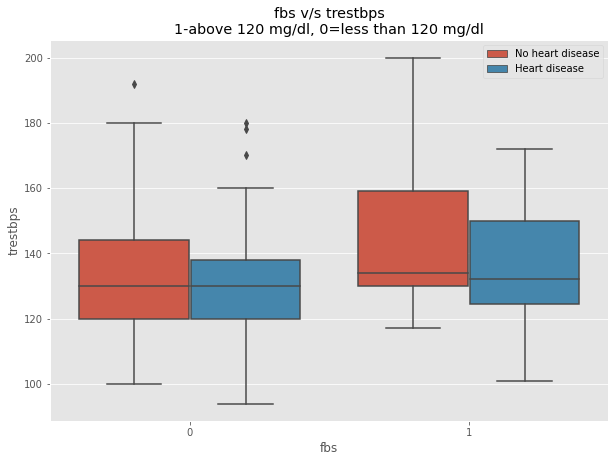 fbs v/s trestbps
1-above 120 mg/dl, 0=less than 120 mg/dl
No heart disease
Heart disease
200
180
160
140
120
100
trestbps
0
1
fbs